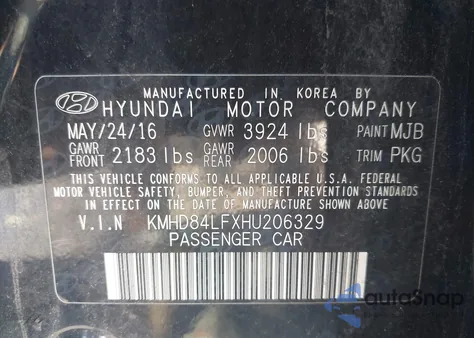 MANUFACTURED IN KOREA BY
HYUNDAI MOTOR COMPANY
MAY/24/16 GVWR 3924 lbs PAINT MJB
GAWR FRONT 2183 lbs GAWR REAR 2006 lbs TRIM PKG
THIS VEHICLE CONFORMS TO ALL APPLICABLE U.S. FEDERAL
MOTOR VEHICLE SAFETY, BUMPER, AND THEFT PREVENTION STANDARDS
IN EFFECT ON THE DATE OF MANUFACTURE SHOWN ABOVE.
V.I.N KMHD84LFXHU206329
PASSENGER CAR
autoSnap